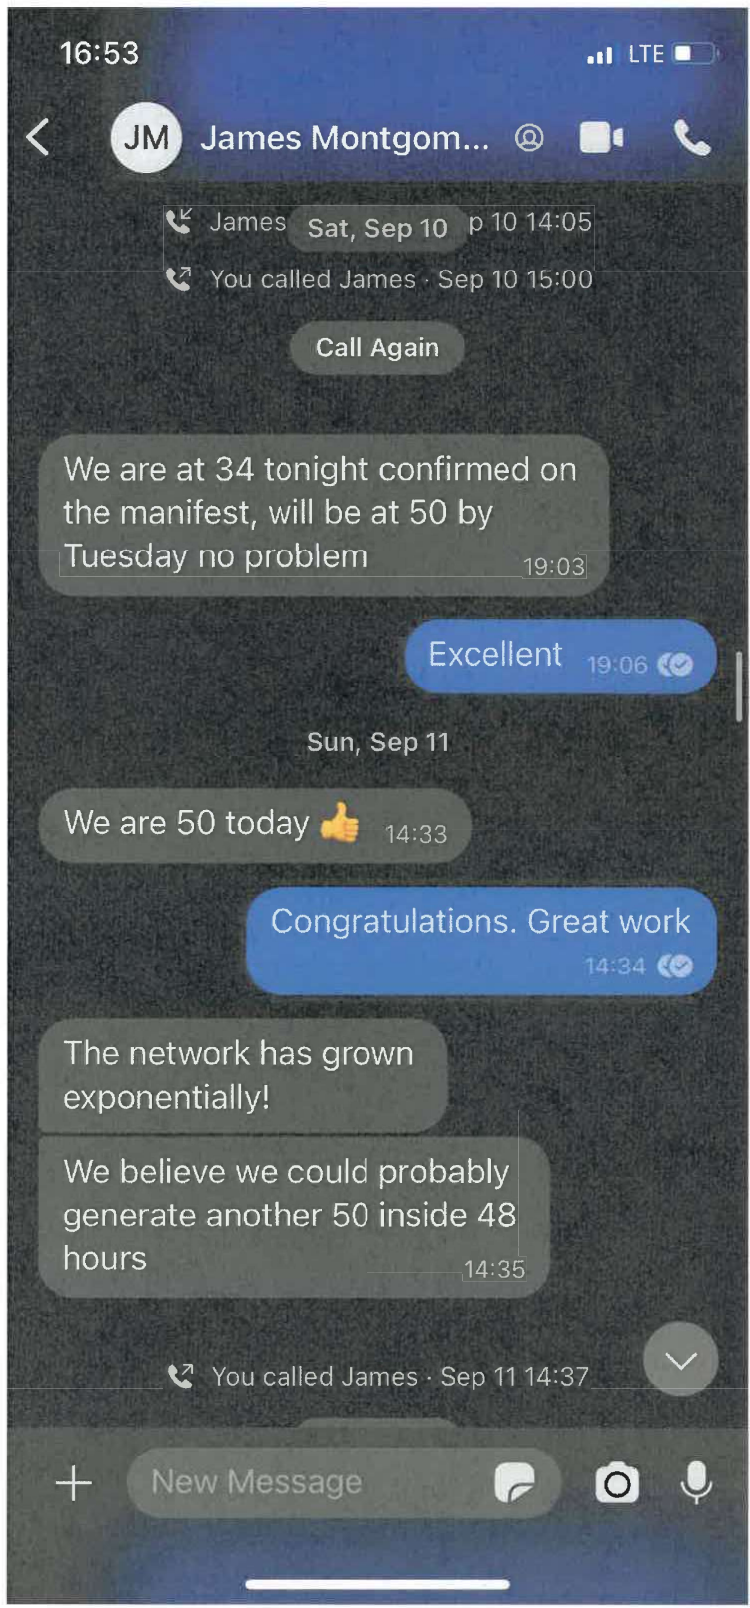 16:53
LTE
JM James Montgom...
James Sat, Sep 10 p 10 14:05
You called James · Sep 10 15:00
Call Again
We are at 34 tonight confirmed on
the manifest, will be at 50 by
Tuesday no problem
19:03
Excellent 19:06
Sun, Sep 11
We are 50 today 👍 14:33
Congratulations. Great work
14:34
The network has grown
exponentially!
We believe we could probably
generate another 50 inside 48
hours
14:35
You called James · Sep 11 14:37
New Message